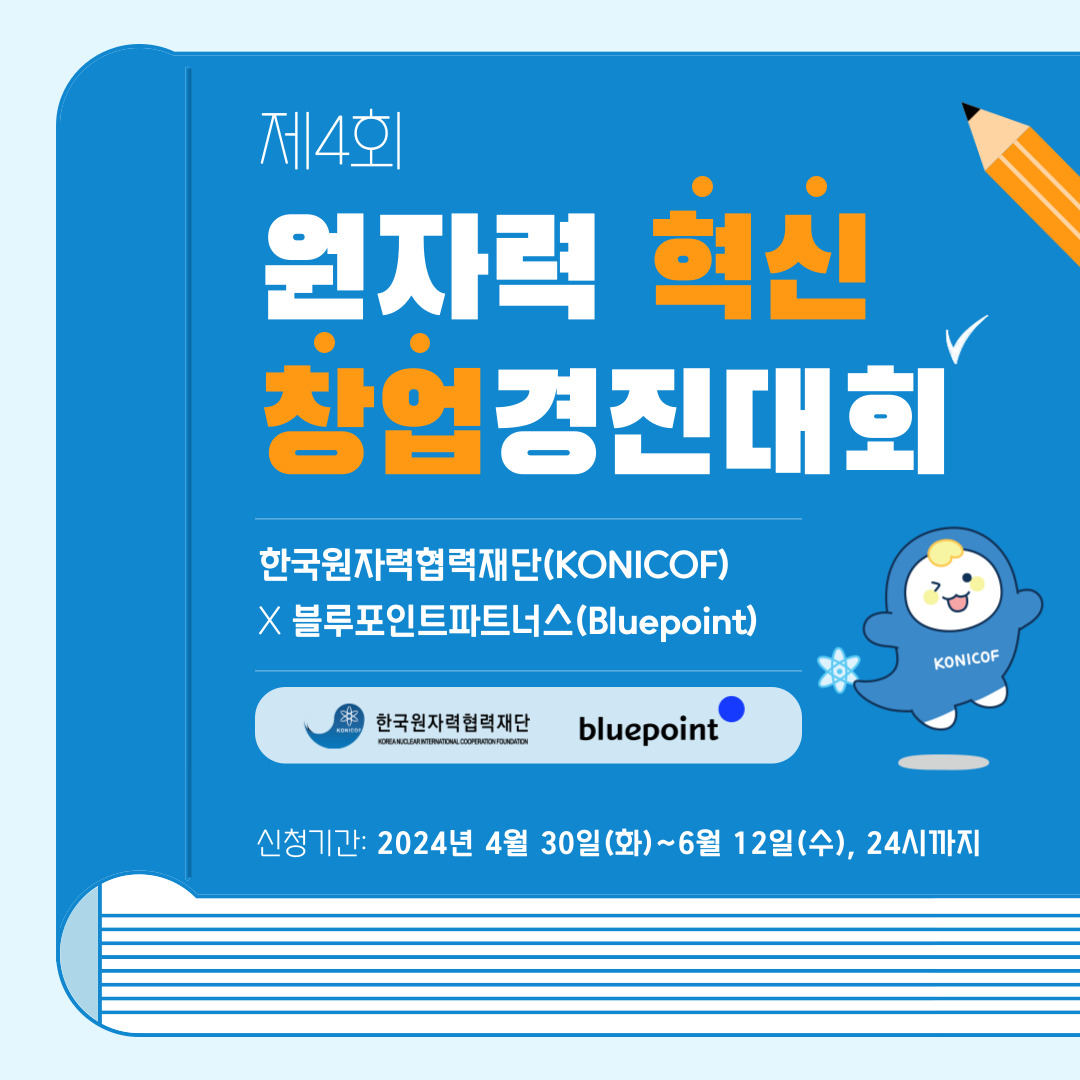 제4회
원자력 혁신
창업경진대회
한국원자력협력재단(KONICOF)
X 블루포인트파트너스(Bluepoint)
KONICOF
KONICOF
한국원자력협력재단
KOREA NUCLEAR INTERNATIONAL COOPERATION FOUNDATION
bluepoint
신청기간: 2024년 4월 30일(화)~6월 12일(수), 24시까지